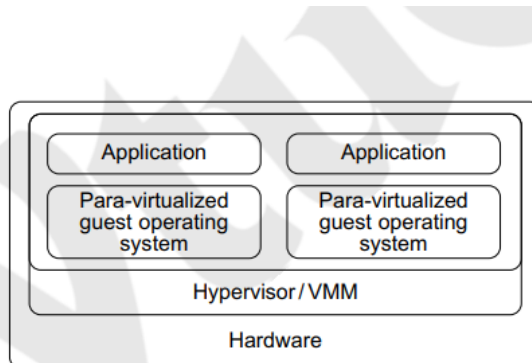 Application
Application
Para-virtualized
guest operating
system
Para-virtualized
guest operating
system
Hypervisor / VMM
Hardware